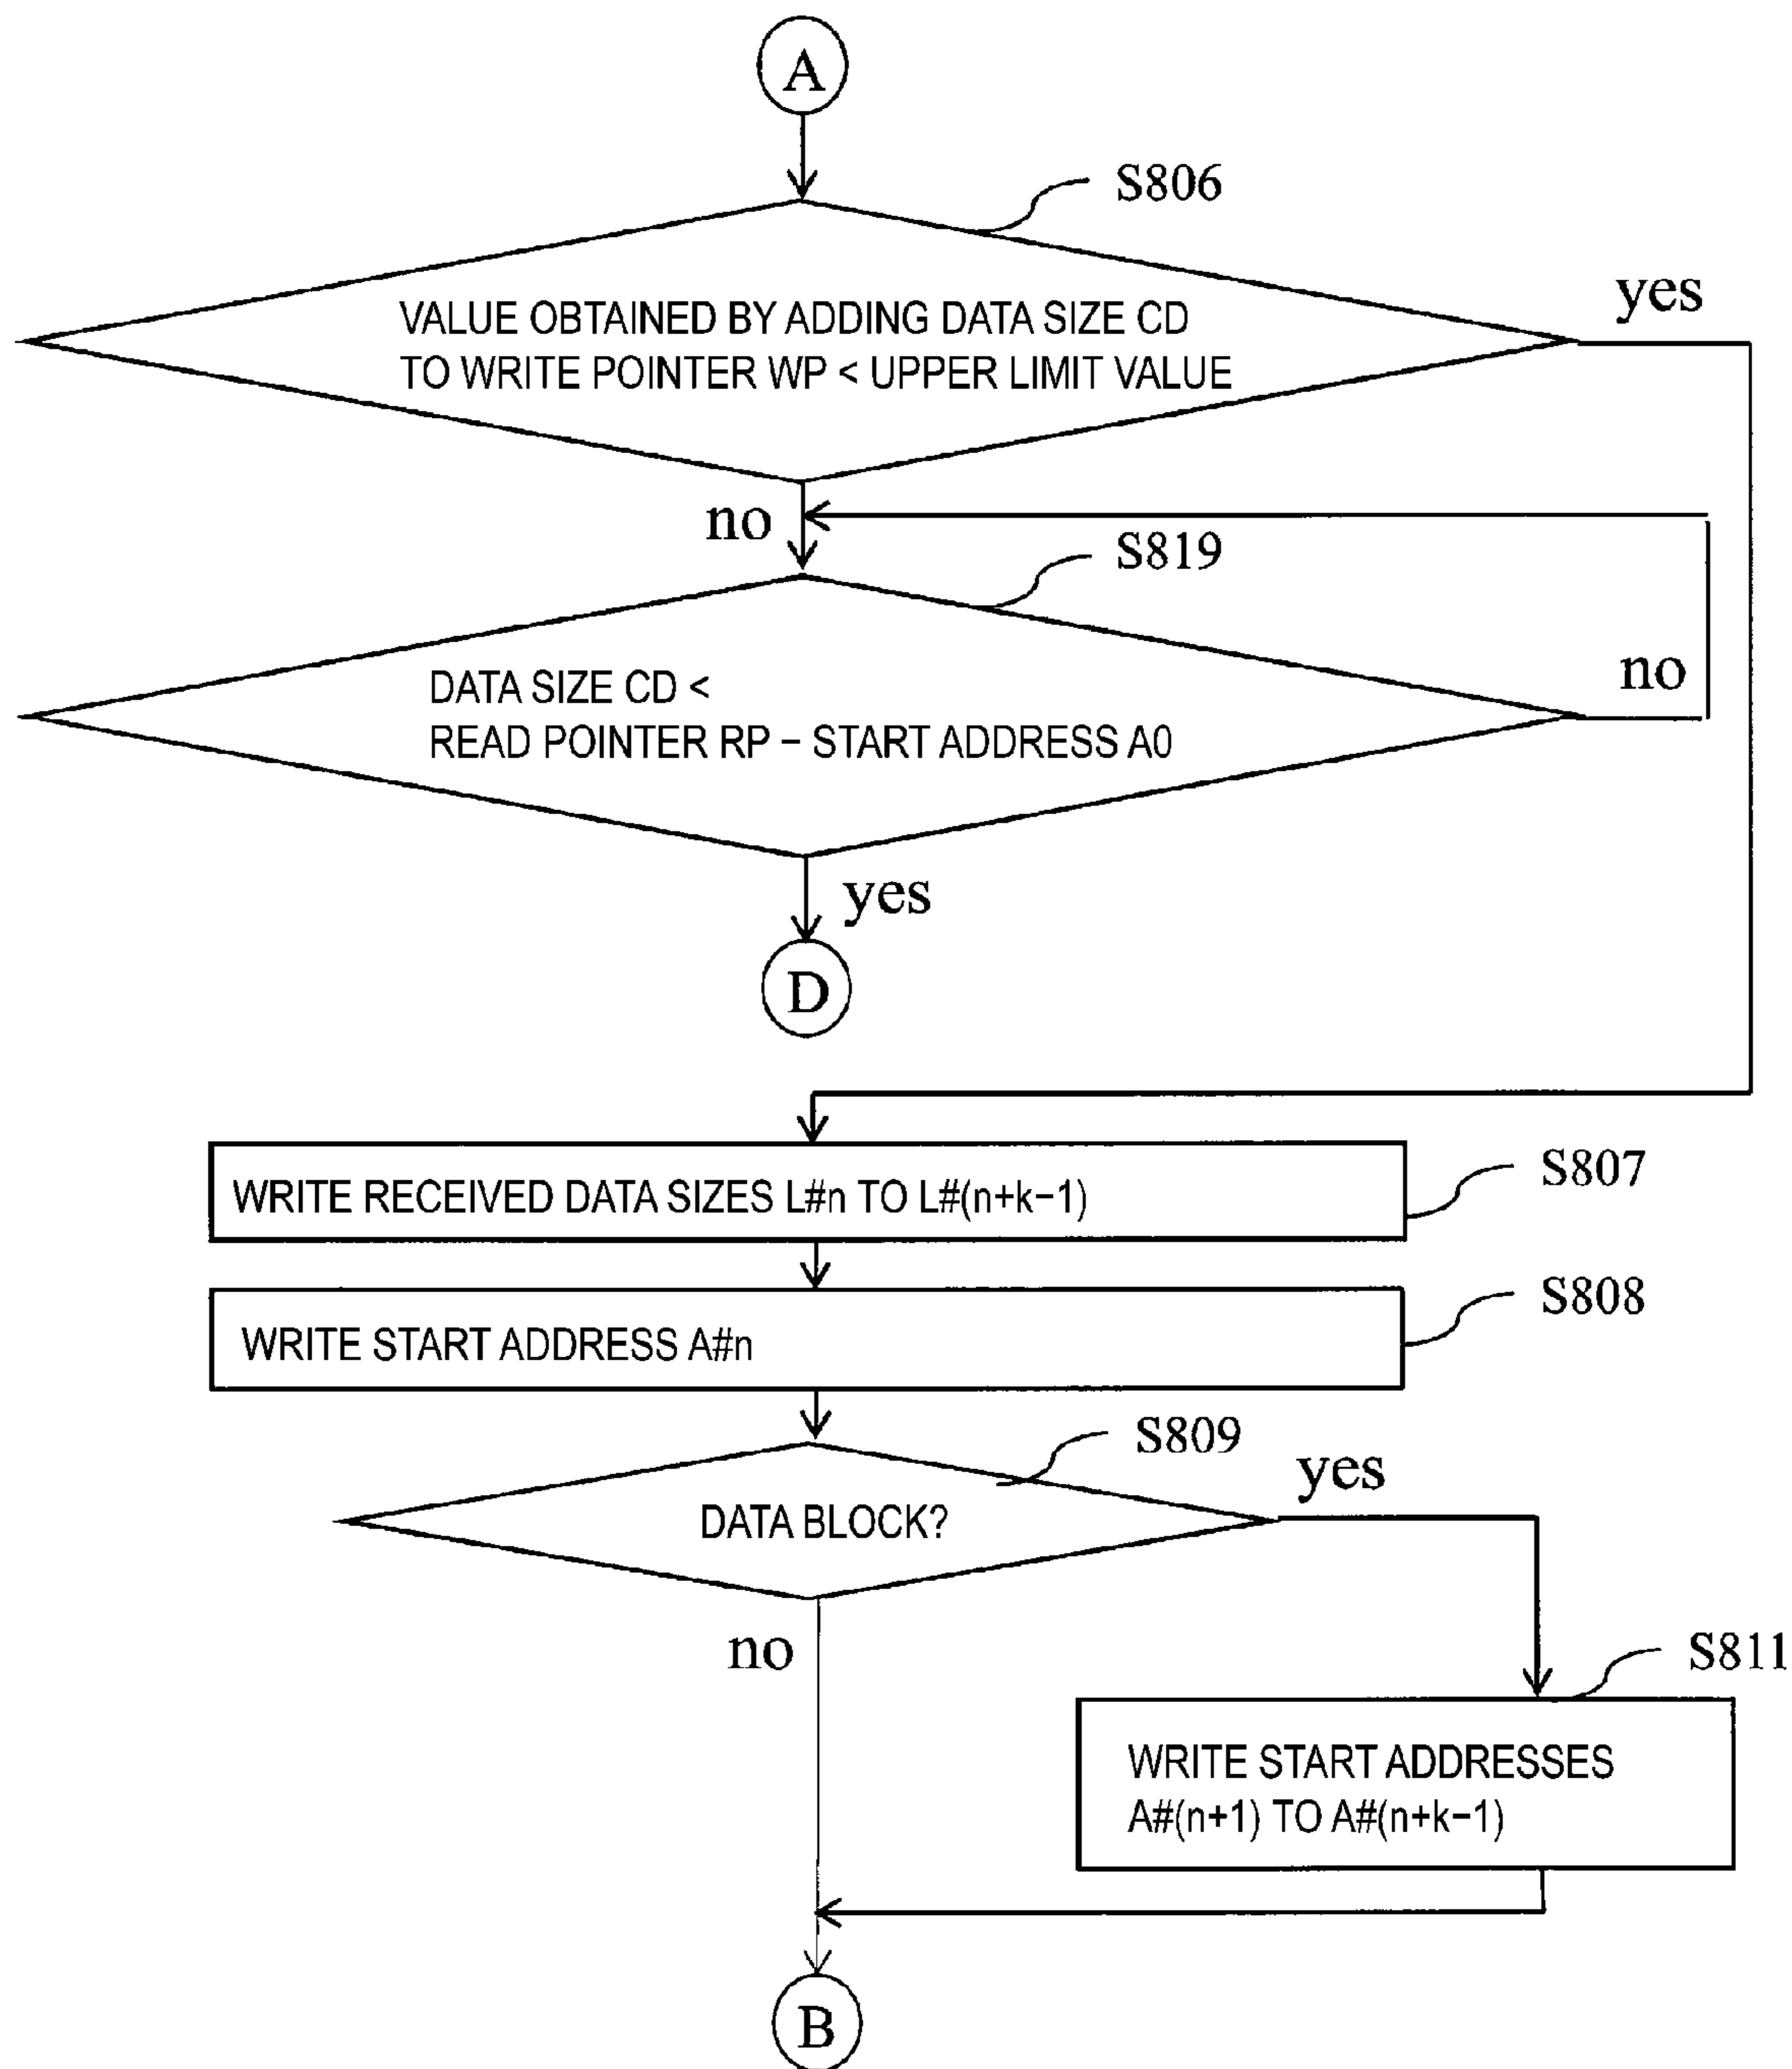 A
S806
yes
VALUE OBTAINED BY ADDING DATA SIZE CD
TO WRITE POINTER WP < UPPER LIMIT VALUE
no
S819
DATA SIZE CD <
READ POINTER RP − START ADDRESS A0
no
yes
D
WRITE RECEIVED DATA SIZES L#n TO L#(n+k−1)
S807
WRITE START ADDRESS A#n
S808
S809
yes
DATA BLOCK?
no
S811
WRITE START ADDRESSES
A#(n+1) TO A#(n+k−1)
B